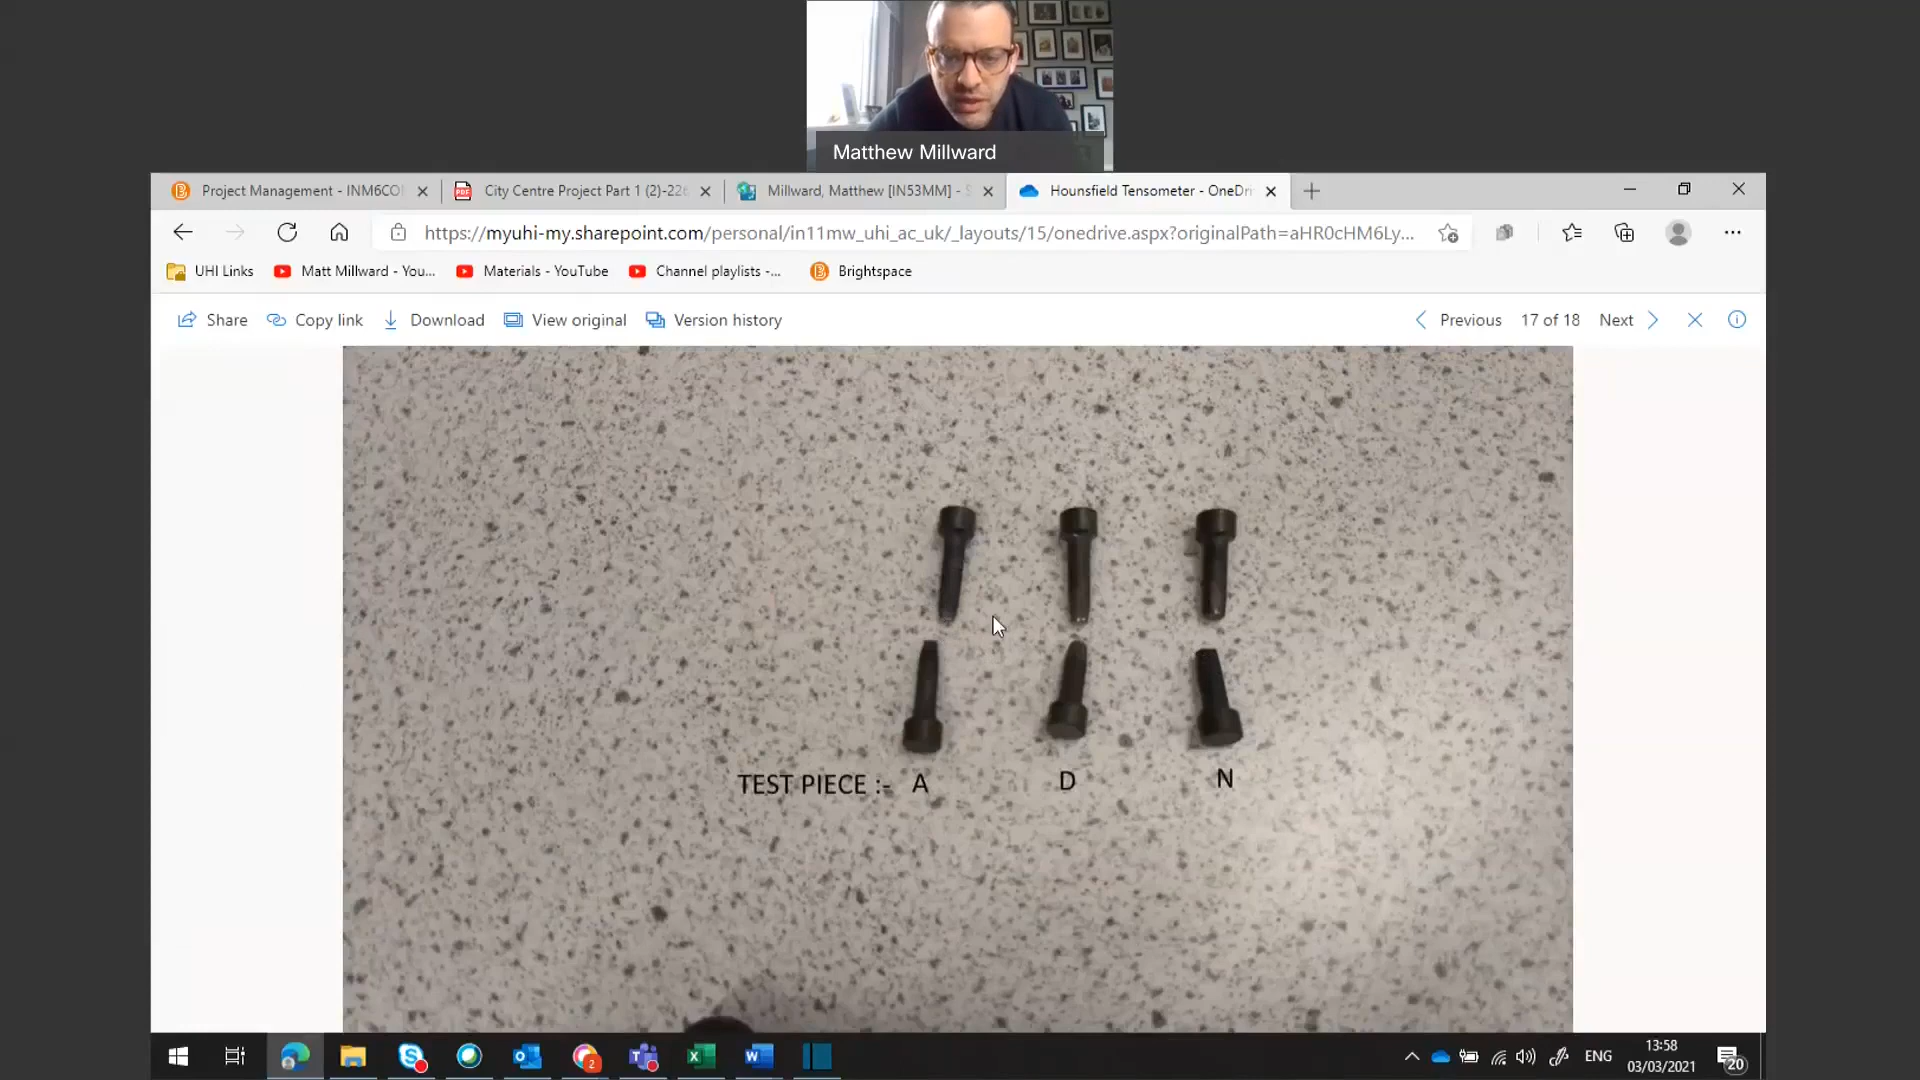 Matthew Millward
Project Management - INM6CO
City Centre Project Part 1 (2)-226
Millward, Matthew [IN53MM] - S
Hounsfield Tensometer - OneDri
https://myuhi-my.sharepoint.com/personal/in11mw_uhi_ac_uk/_layouts/15/onedrive.aspx?originalPath=aHR0cHM6Ly...
UHI Links
Matt Millward - You...
Materials - YouTube
Channel playlists -...
Brightspace
Share
Copy link
Download
View original
Version history
Previous
17 of 18
Next
TEST PIECE :- A D N
ENG
13:58
03/03/2021
2
20